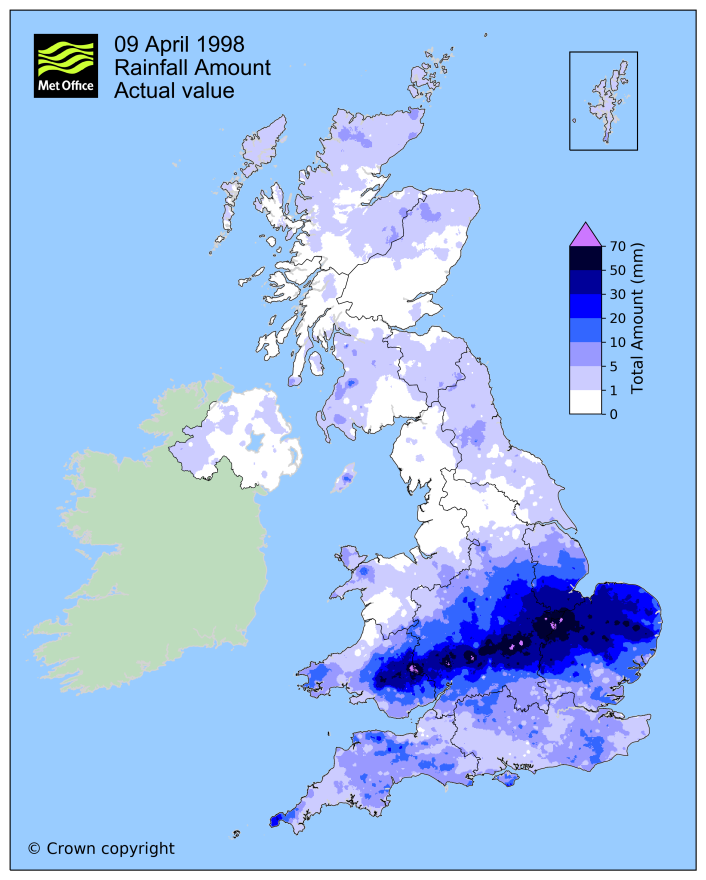 09 April 1998
Rainfall Amount
Actual value
Met Office
70
50
30
20
10
5
1
0
Total Amount (mm)
© Crown copyright